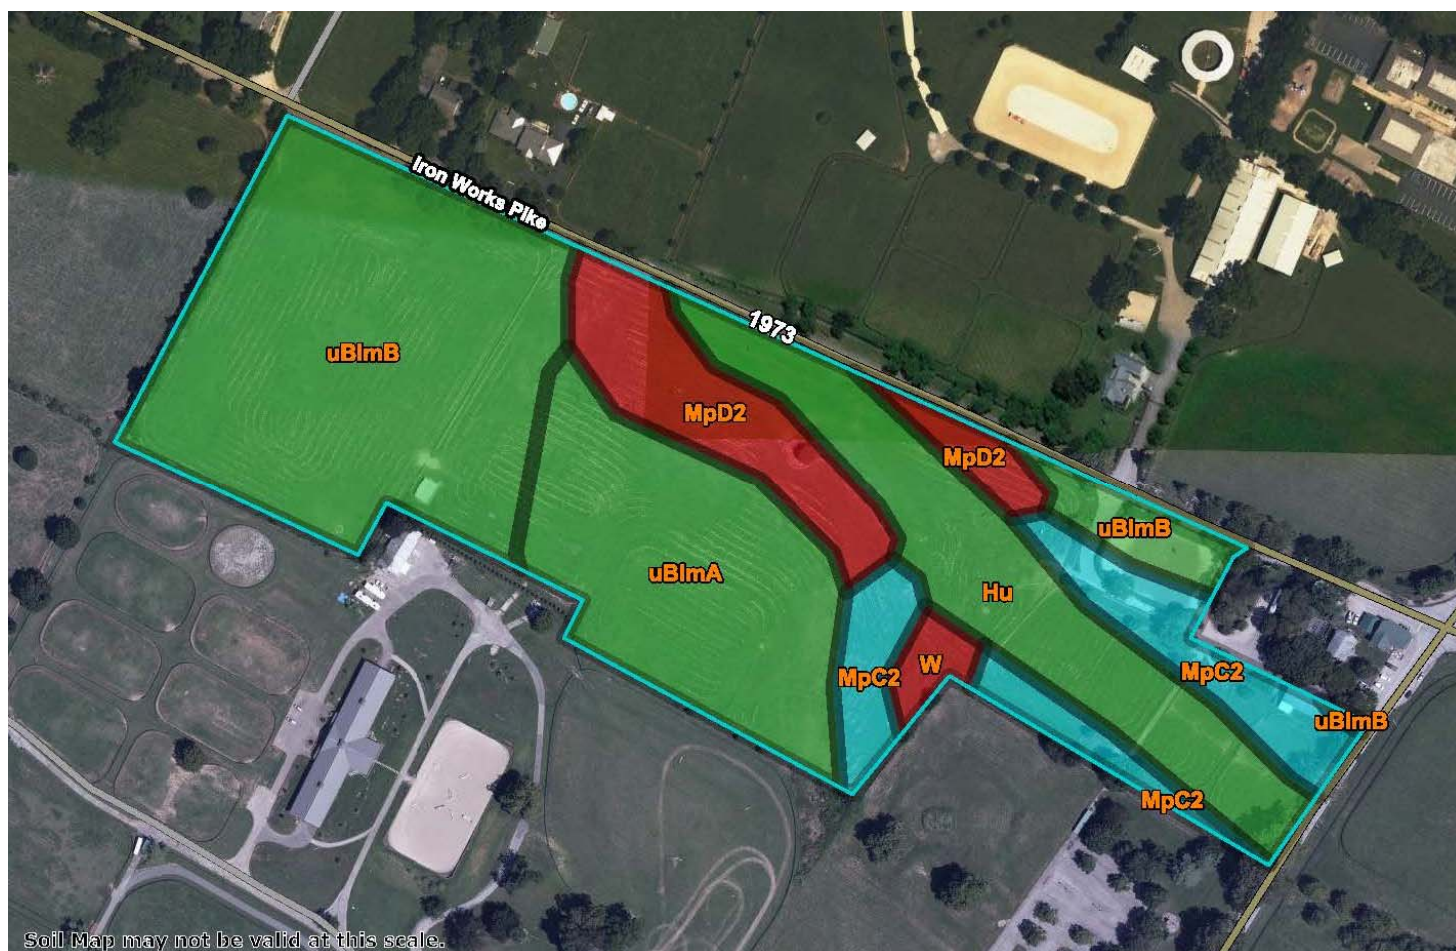 Iron Works Pike
1973
uBlmB
MpD2
MpD2
uBlmB
uBlmA
Hu
W
MpC2
MpC2
uBlmB
MpC2
Soil Map may not be valid at this scale.